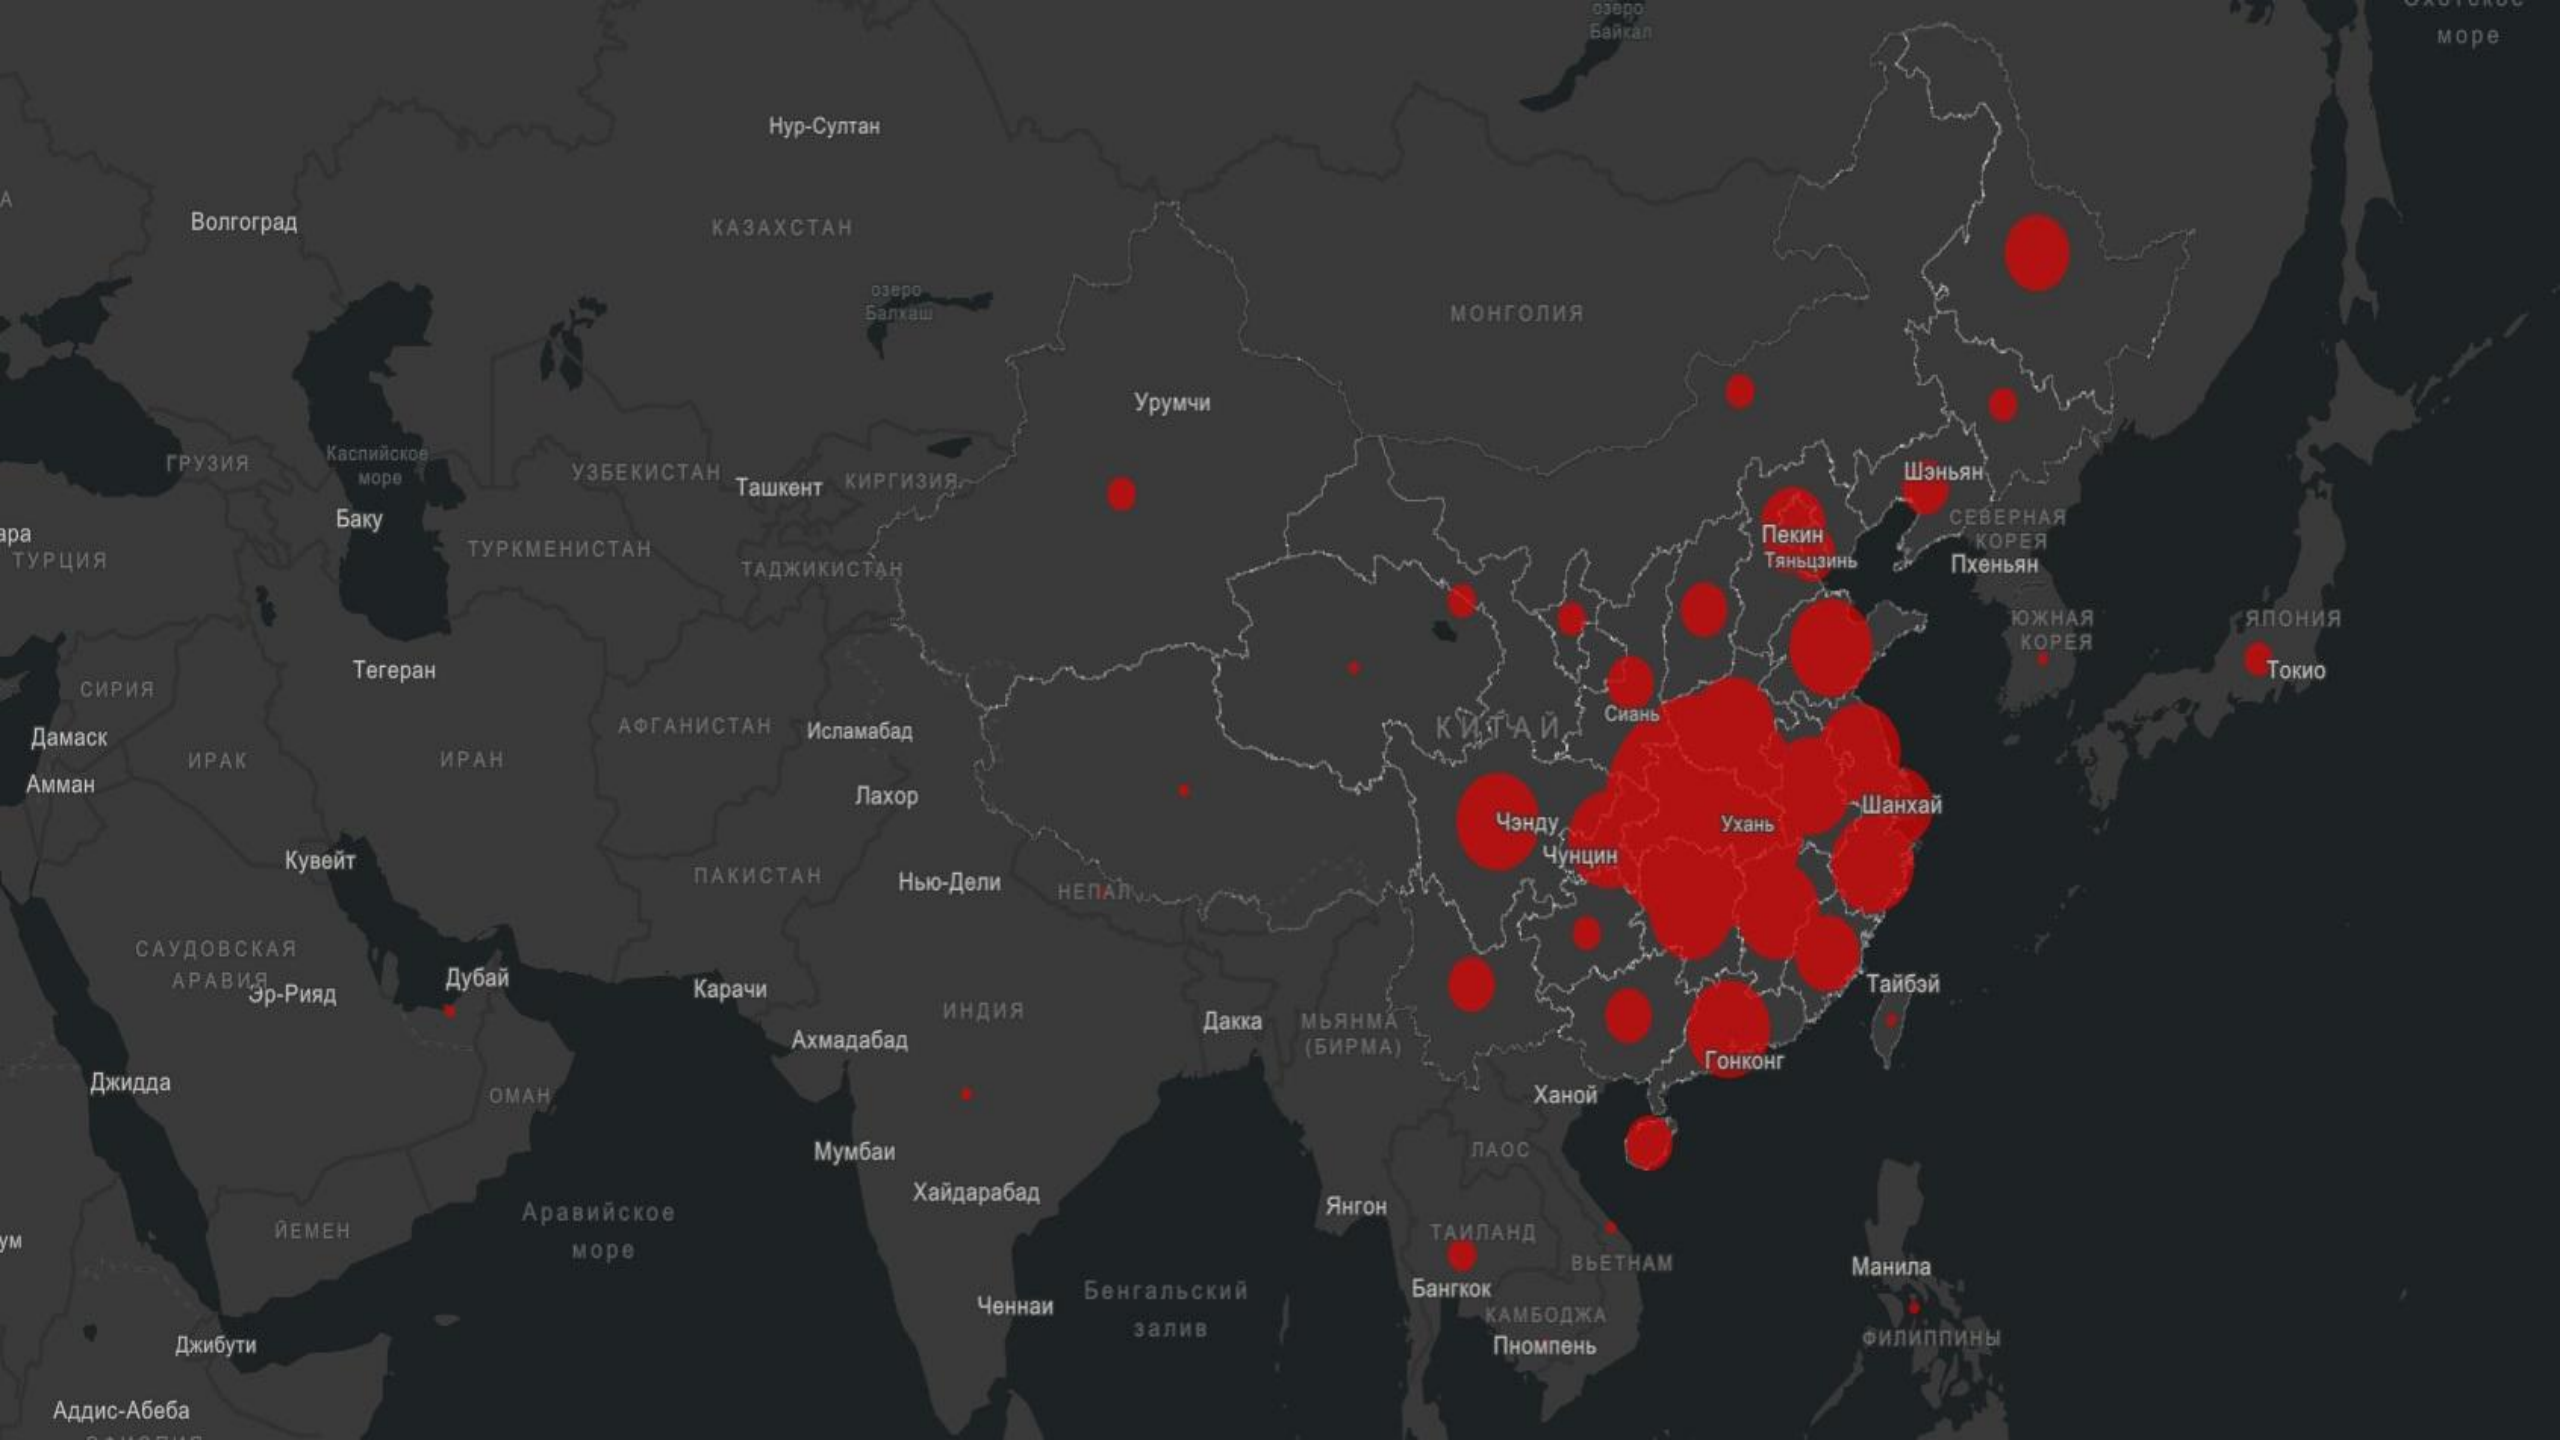 озеро
Байкал
море
Нур-Султан
А
Волгоград
КАЗАХСТАН
озеро
Балхаш
МОНГОЛИЯ
Урумчи
ГРУЗИЯ
Каспийское
море
УЗБЕКИСТАН
Ташкент
КИРГИЗИЯ
Шэньян
Баку
СЕВЕРНАЯ
КОРЕЯ
ара
ТУРЦИЯ
ТУРКМЕНИСТАН
ТАДЖИКИСТАН
Пекин
Тяньцзинь
Пхеньян
ЮЖНАЯ
КОРЕЯ
ЯПОНИЯ
Токио
Тегеран
СИРИЯ
Дамаск
ИРАК
ИРАН
АФГАНИСТАН
Исламабад
Сиань
КИТАЙ
Амман
Лахор
Чэнду
Ухань
Шанхай
Чунцин
Кувейт
ПАКИСТАН
Нью-Дели
НЕПАЛ
САУДОВСКАЯ
АРАВИЯ
Эр-Рияд
Дубай
Карачи
ИНДИЯ
Дакка
МЬЯНМА
(БИРМА)
Тайбэй
Ахмадабад
Гонконг
Джидда
ОМАН
Ханой
Мумбаи
ЛАОС
Хайдарабад
Янгон
Аравийское
море
ЙЕМЕН
ум
ТАИЛАНД
ВЬЕТНАМ
Манила
Бангкок
Бенгальский
залив
Ченнаи
КАМБОДЖА
Пномпень
ФИЛИППИНЫ
Джибути
Аддис-Абеба